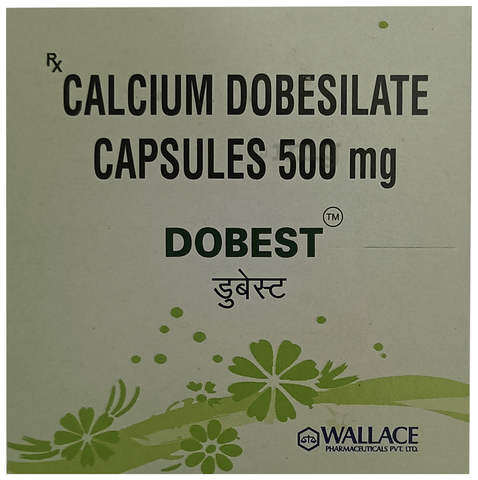 Rx
CALCIUM DOBESILATE
CAPSULES 500 mg
DOBEST™
डुबेस्ट
WALLACE
PHARMACEUTICALS PVT. LTD.